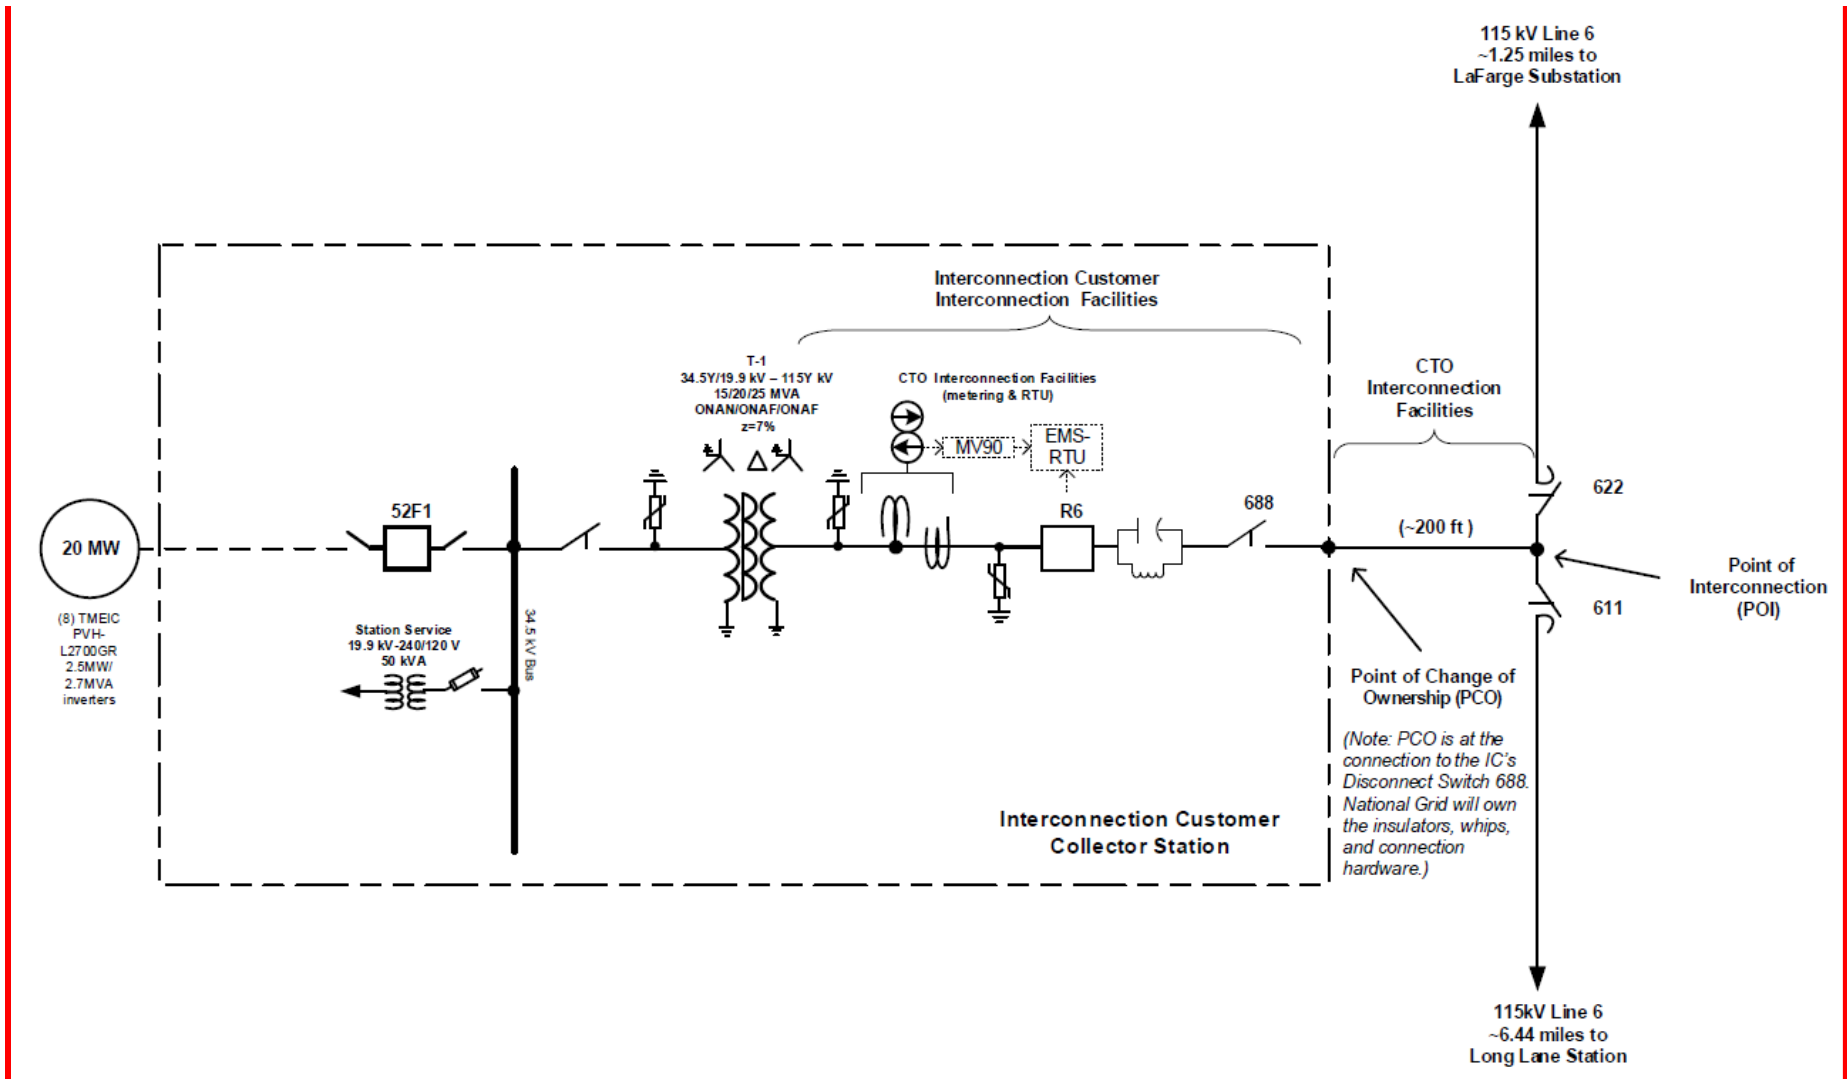 115 kV Line 6
~1.25 miles to
LaFarge Substation
Interconnection Customer
Interconnection Facilities
T-1
34.5Y/19.9 kV – 115Y kV
15/20/25 MVA
ONAN/ONAF/ONAF
z=7%
CTO Interconnection Facilities
(metering & RTU)
MV90
EMS-
RTU
CTO
Interconnection
Facilities
52F1
R6
688
622
(~200 ft )
20 MW
Point of
Interconnection
(POI)
611
(8) TMEIC
PVH-
L2700GR
2.5MW/
2.7MVA
inverters
Station Service
19.9 kV-240/120 V
50 kVA
34.5 kV Bus
Point of Change of
Ownership (PCO)
(Note: PCO is at the
connection to the IC's
Disconnect Switch 688.
National Grid will own
the insulators, whips,
and connection
hardware.)
Interconnection Customer
Collector Station
115kV Line 6
~6.44 miles to
Long Lane Station